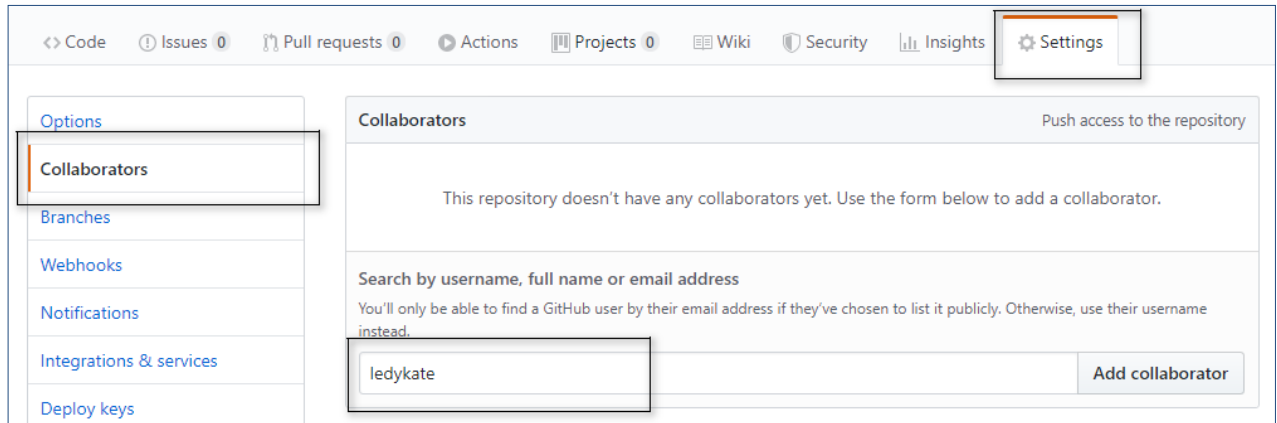 Code Issues 0 Pull requests 0 Actions Projects 0 Wiki Security Insights Settings
Options
Collaborators
Branches
Webhooks
Notifications
Integrations & services
Deploy keys
Collaborators Push access to the repository
This repository doesn't have any collaborators yet. Use the form below to add a collaborator.
Search by username, full name or email address
You'll only be able to find a GitHub user by their email address if they've chosen to list it publicly. Otherwise, use their username
instead.
ledykate Add collaborator